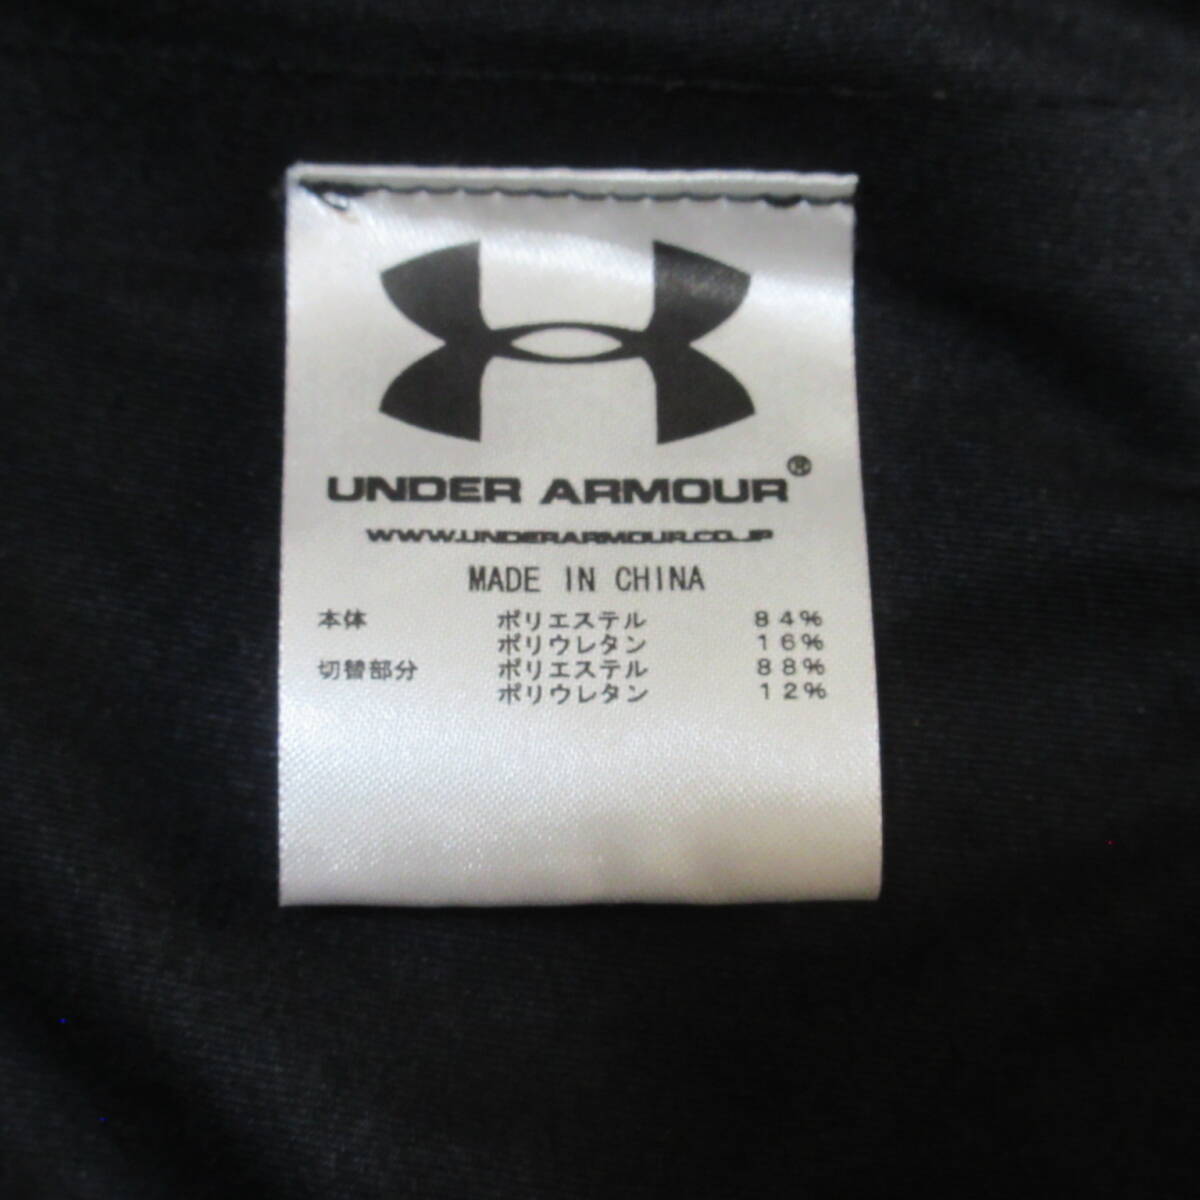 UNDER ARMOUR®
WWW.UNDERARMOUR.CO.JP
MADE IN CHINA
本体 ポリエステル 84%
ポリウレタン 16%
切替部分 ポリエステル 88%
ポリウレタン 12%